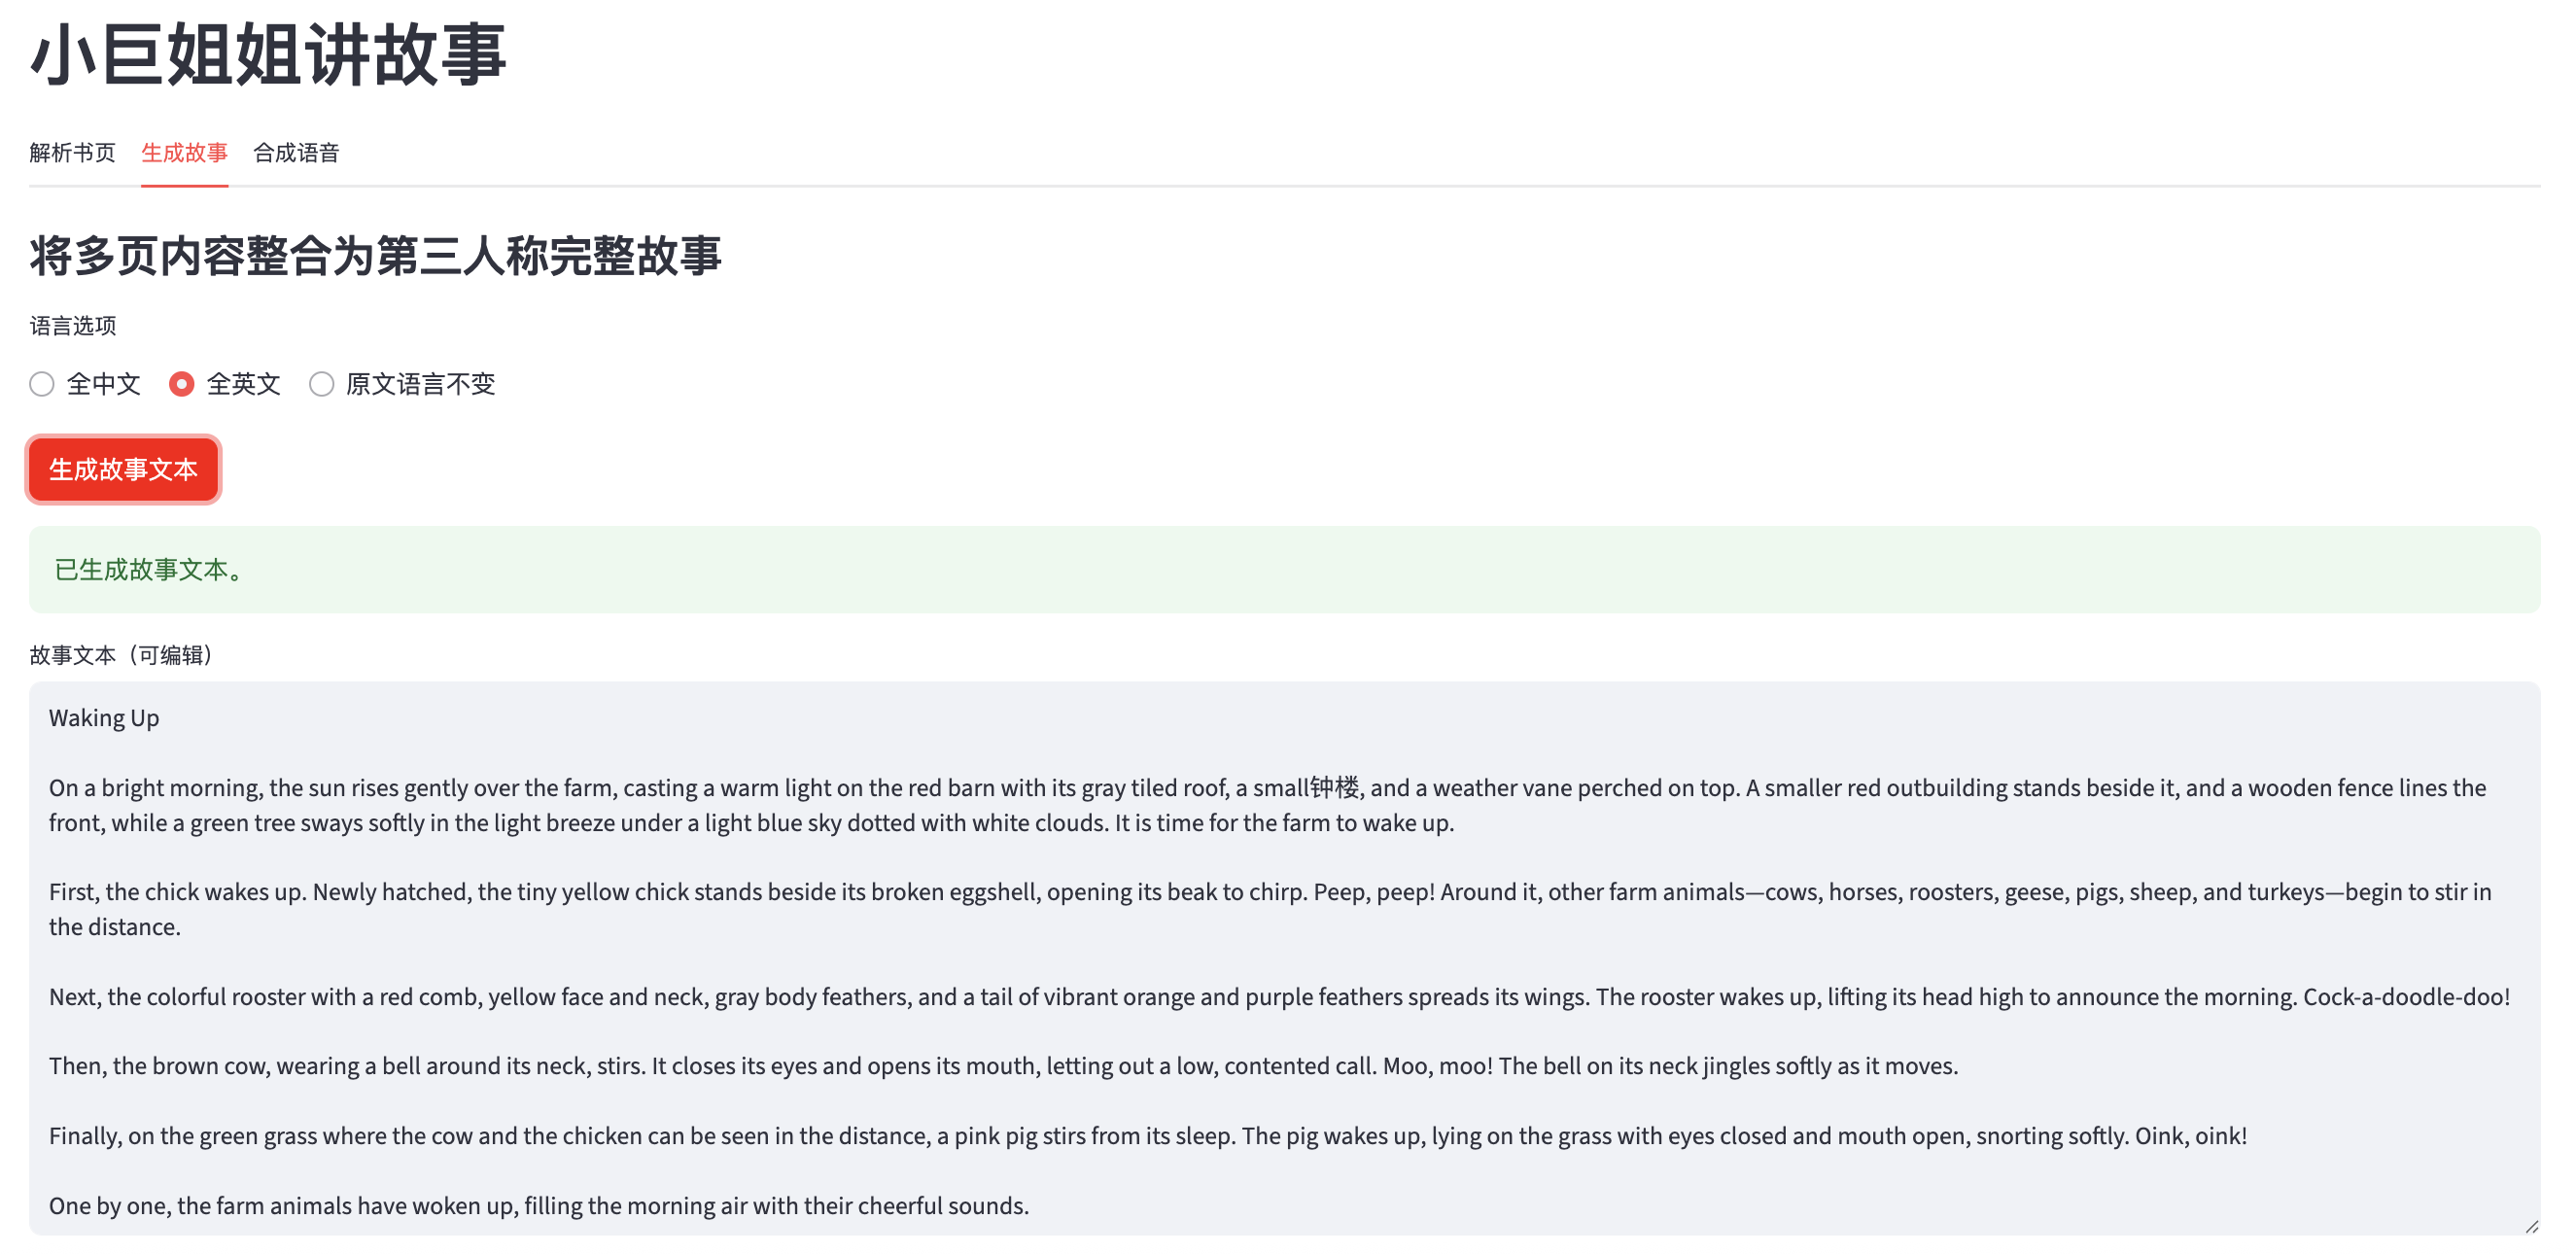 小巨姐姐讲故事
解析书页 生成故事 合成语音
将多页内容整合为第三人称完整故事
语言选项
全中文 全英文 原文语言不变
生成故事文本
已生成故事文本。
故事文本（可编辑）
Waking Up
On a bright morning, the sun rises gently over the farm, casting a warm light on the red barn with its gray tiled roof, a small钟楼, and a weather vane perched on top. A smaller red outbuilding stands beside it, and a wooden fence lines the
front, while a green tree sways softly in the light breeze under a light blue sky dotted with white clouds. It is time for the farm to wake up.
First, the chick wakes up. Newly hatched, the tiny yellow chick stands beside its broken eggshell, opening its beak to chirp. Peep, peep! Around it, other farm animals—cows, horses, roosters, geese, pigs, sheep, and turkeys—begin to stir in
the distance.
Next, the colorful rooster with a red comb, yellow face and neck, gray body feathers, and a tail of vibrant orange and purple feathers spreads its wings. The rooster wakes up, lifting its head high to announce the morning. Cock-a-doodle-doo!
Then, the brown cow, wearing a bell around its neck, stirs. It closes its eyes and opens its mouth, letting out a low, contented call. Moo, moo! The bell on its neck jingles softly as it moves.
Finally, on the green grass where the cow and the chicken can be seen in the distance, a pink pig stirs from its sleep. The pig wakes up, lying on the grass with eyes closed and mouth open, snorting softly. Oink, oink!
One by one, the farm animals have woken up, filling the morning air with their cheerful sounds.